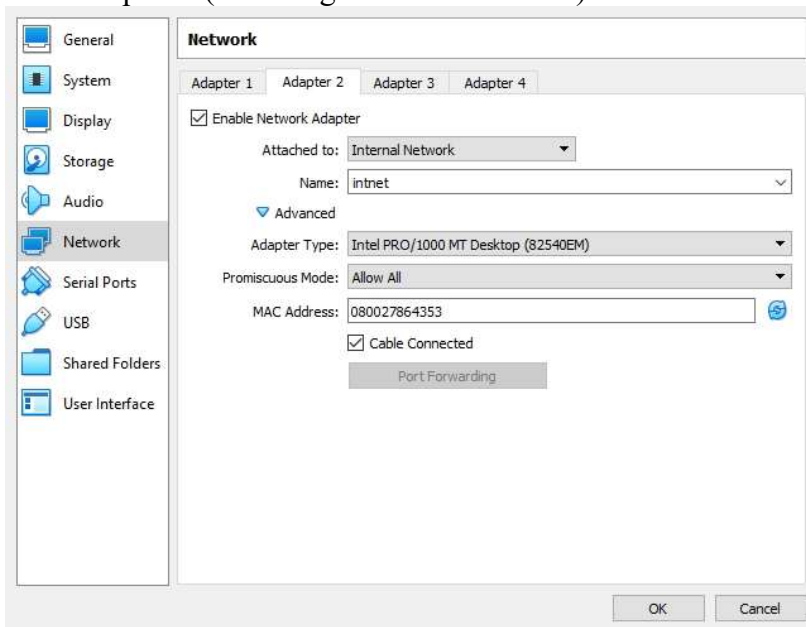 General
System
Display
Storage
Audio
Network
Serial Ports
USB
Shared Folders
User Interface
Network
Adapter 1 Adapter 2 Adapter 3 Adapter 4
Enable Network Adapter
Attached to: Internal Network
Name: intnet
Advanced
Adapter Type: Intel PRO/1000 MT Desktop (82540EM)
Promiscuous Mode: Allow All
MAC Address: 080027864353
Cable Connected
Port Forwarding
OK Cancel